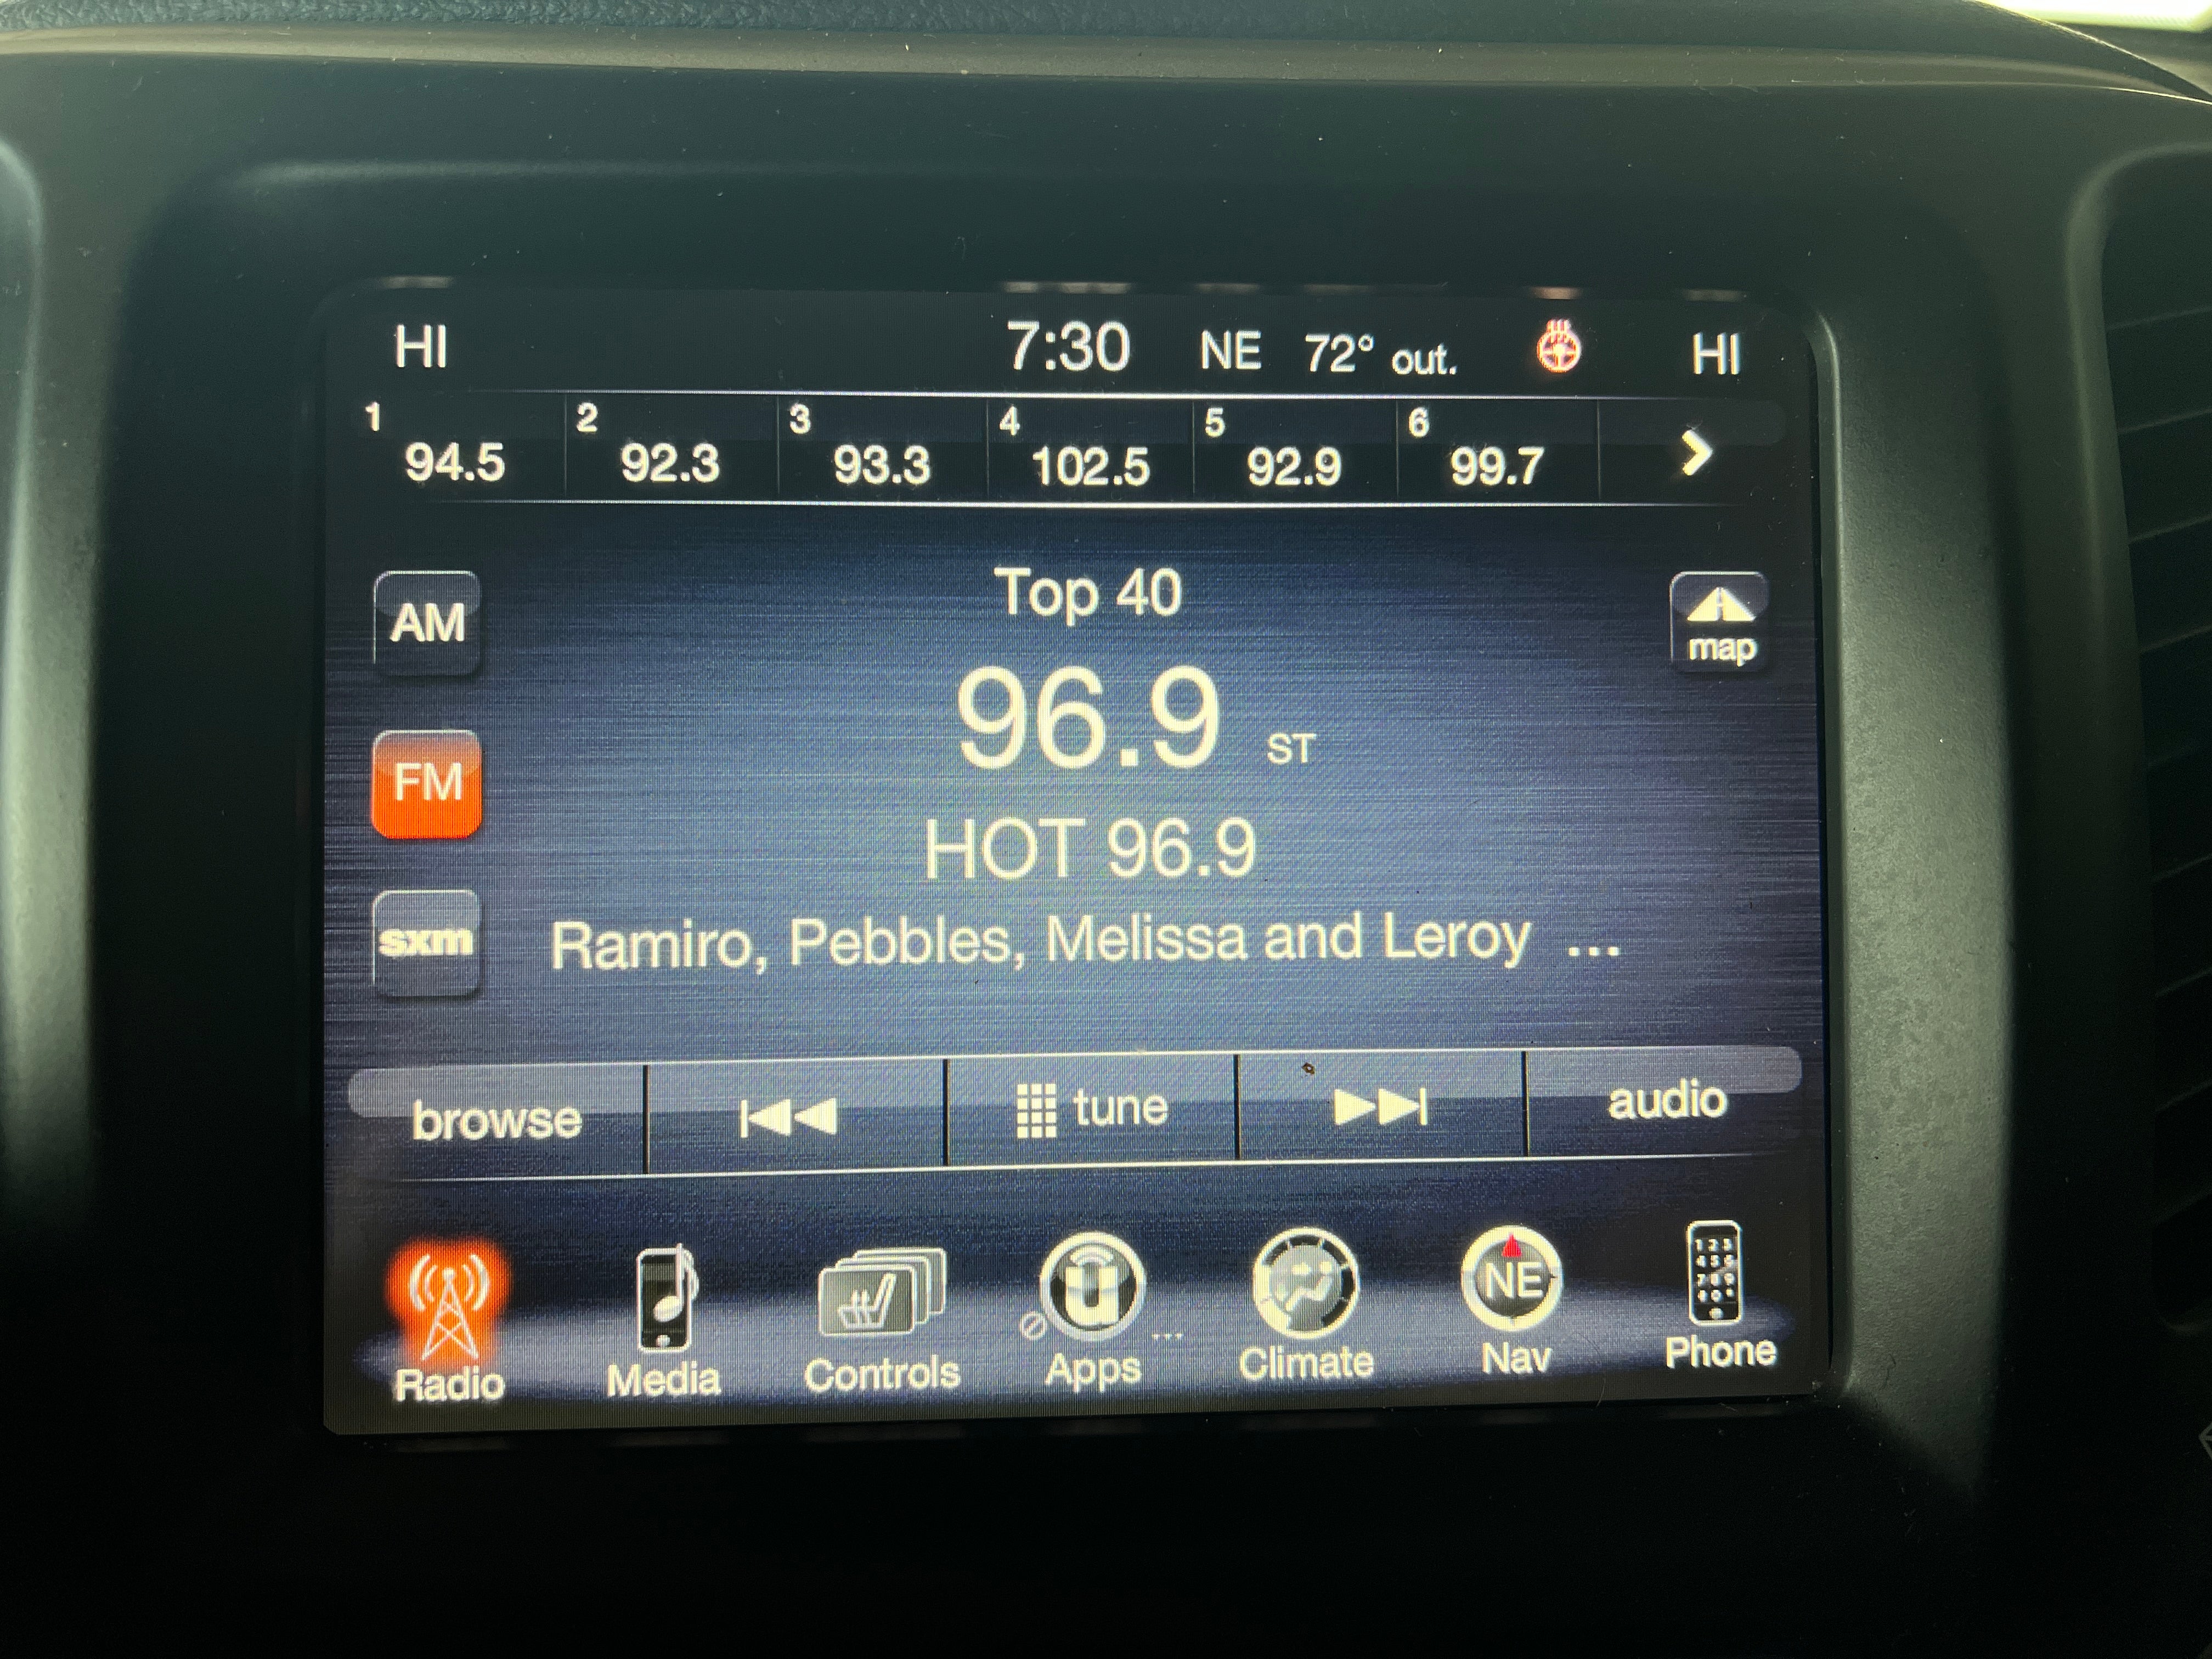 HI 7:30 NE 72° out. HI
1 2 3 4 5 6
94.5 92.3 93.3 102.5 92.9 99.7
Top 40
AM
map
96.9 ST
FM
HOT 96.9
sxm
Ramiro, Pebbles, Melissa and Leroy ...
browse tune audio
NE
Radio Media Controls Apps ... Climate Nav Phone